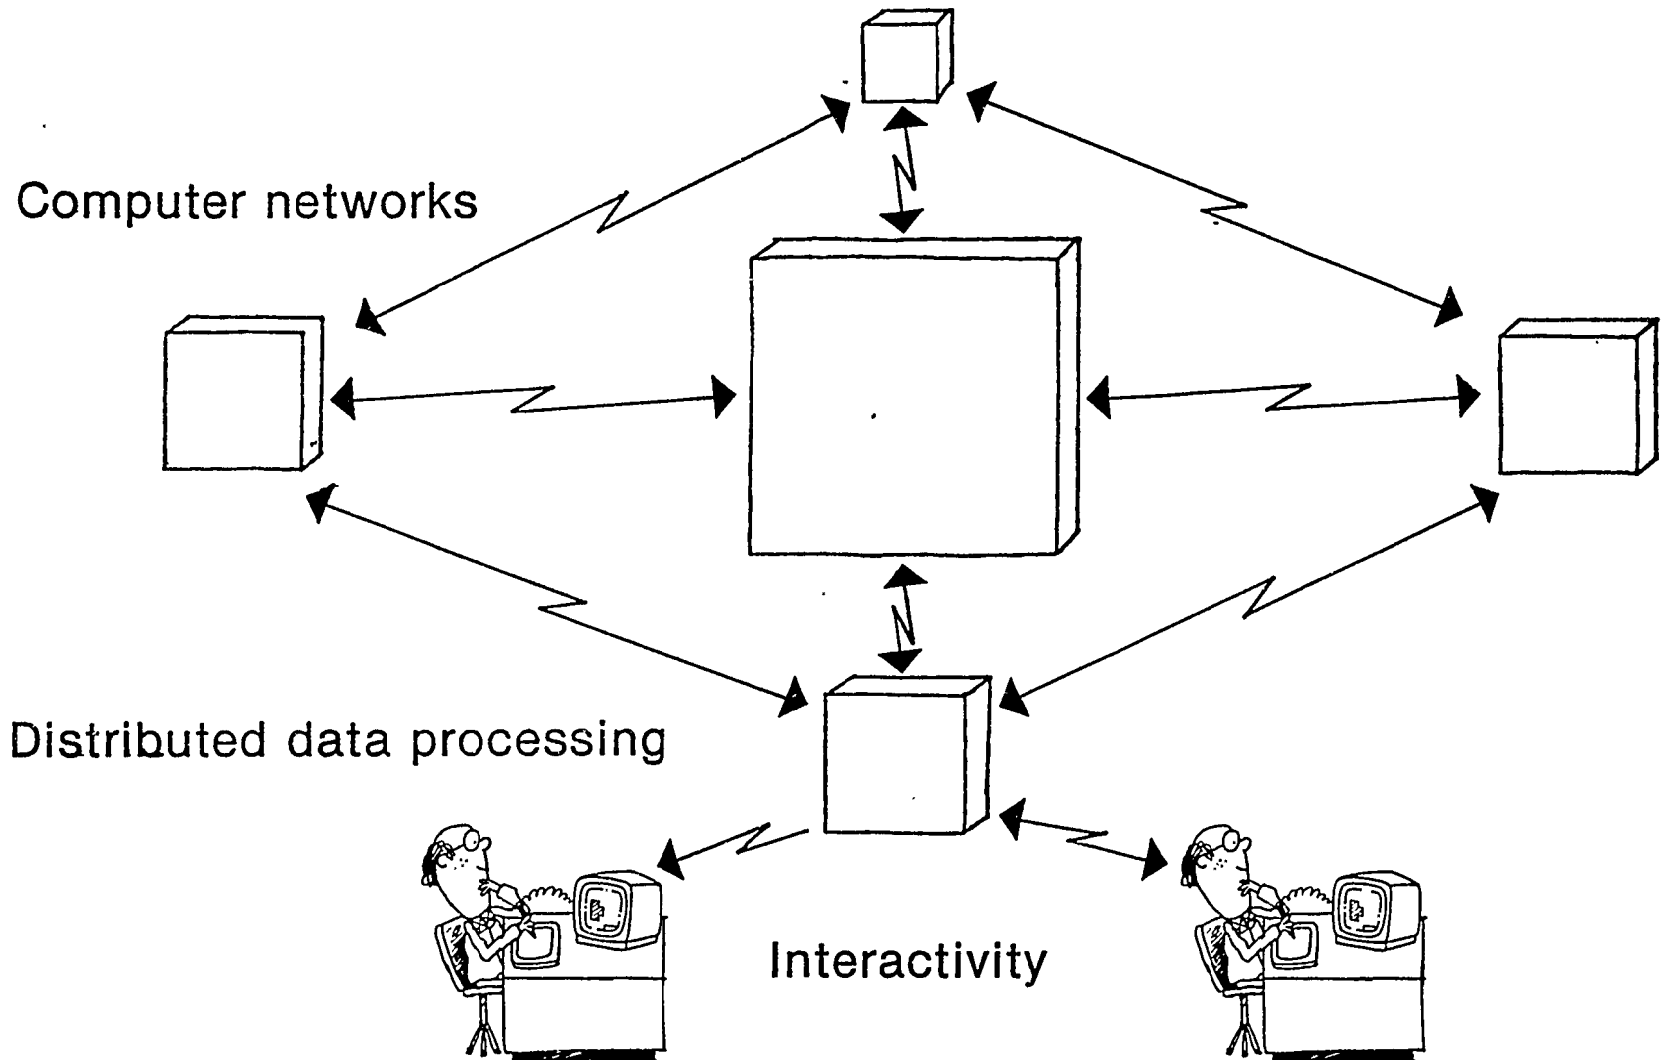 Computer networks
Distributed data processing
Interactivity